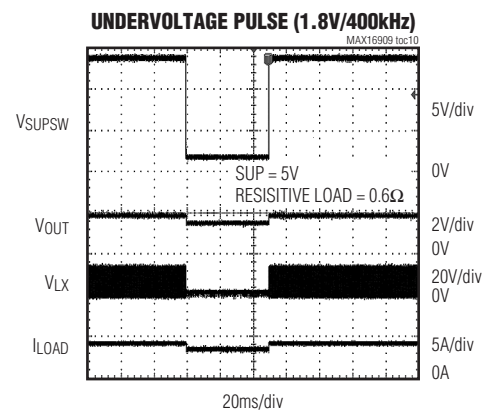 UNDERVOLTAGE PULSE (1.8V/400kHz)
MAX16909 toc10
VSUPSW
5V/div
0V
SUP = 5V
RESISITIVE LOAD = 0.6Ω
VOUT
2V/div
0V
VLX
20V/div
0V
ILOAD
5A/div
0A
20ms/div